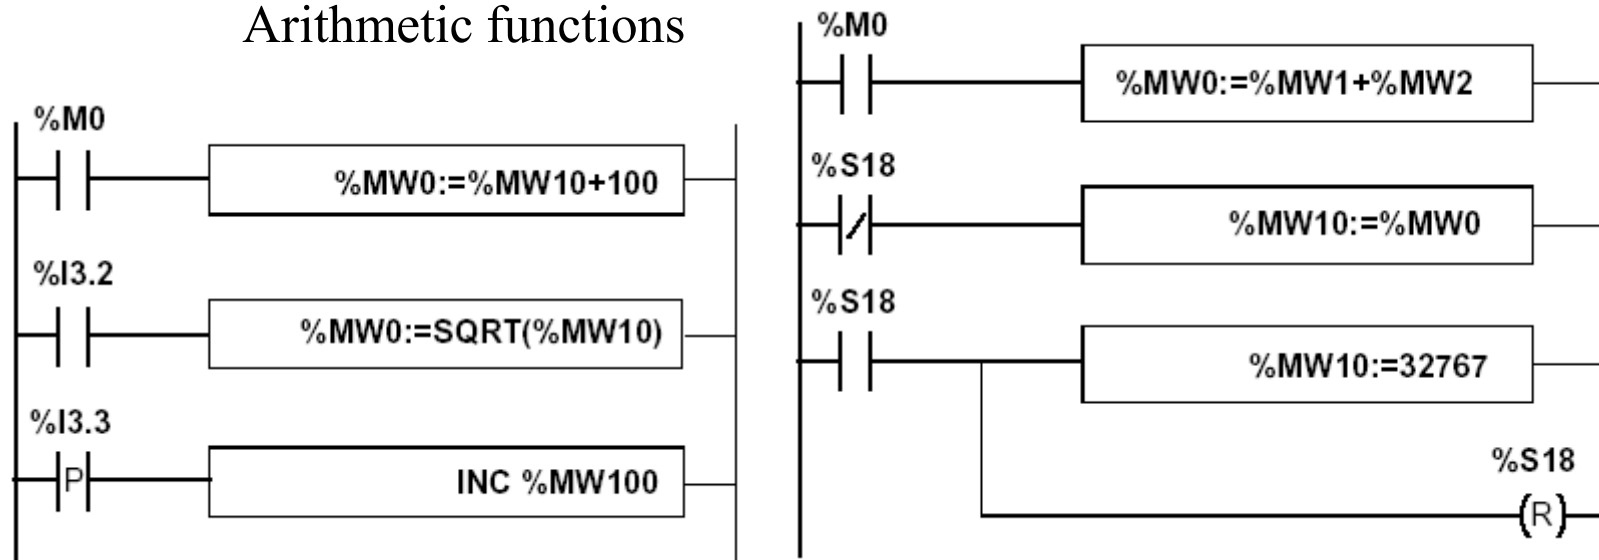 Arithmetic functions
%M0
%MW0:=%MW10+100
%I3.2
%MW0:=SQRT(%MW10)
%I3.3
P
INC %MW100
%M0
%MW0:=%MW1+%MW2
%S18
%MW10:=%MW0
%S18
%MW10:=32767
%S18
(R)